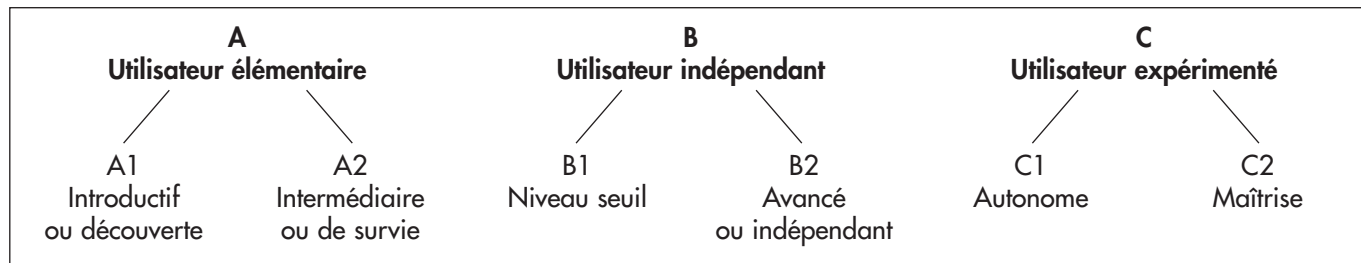 A
Utilisateur élémentaire
B
Utilisateur indépendant
C
Utilisateur expérimenté
A1
Introductif
ou découverte
A2
Intermédiaire
ou de survie
B1
Niveau seuil
B2
Avancé
ou indépendant
C1
Autonome
C2
Maîtrise